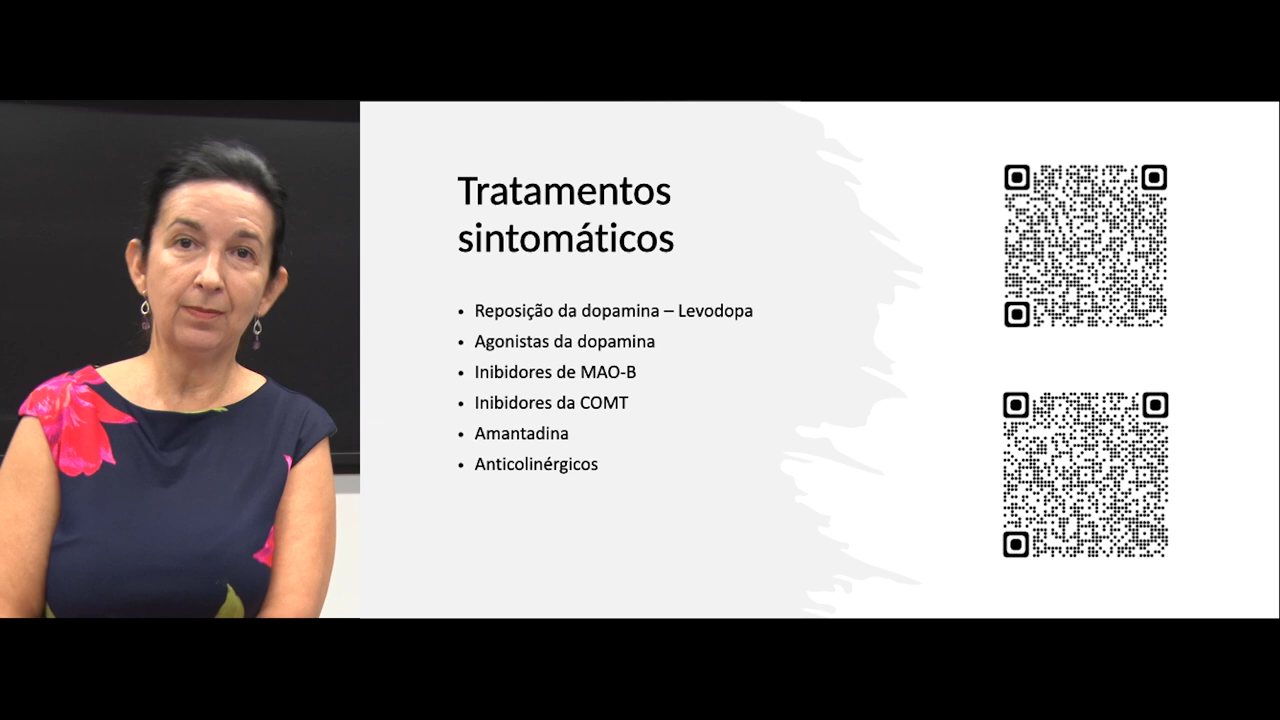 Tratamentos
sintomáticos
• Reposição da dopamina – Levodopa
• Agonistas da dopamina
• Inibidores de MAO-B
• Inibidores da COMT
• Amantadina
• Anticolinérgicos